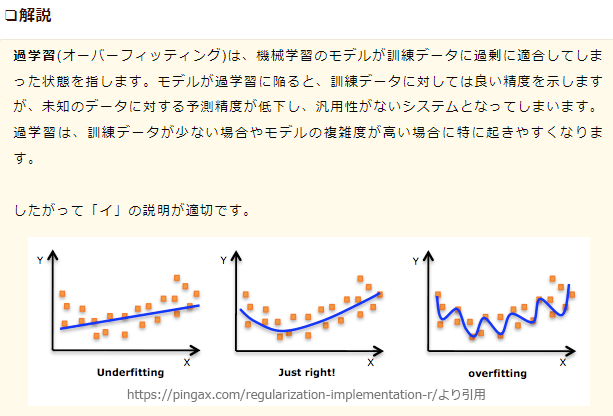 ❏解説
過学習(オーバーフィッティング)は、機械学習のモデルが訓練データに過剰に適合してしま
った状態を指します。モデルが過学習に陥ると、訓練データに対しては良い精度を示します
が、未知のデータに対する予測精度が低下し、汎用性がないシステムとなってしまいます。
過学習は、訓練データが少ない場合やモデルの複雑度が高い場合に特に起きやすくなりま
す。
したがって「イ」の説明が適切です。
Y Y Y
X X X
Underfitting Just right! overfitting
https://pingax.com/regularization-implementation-r/より引用